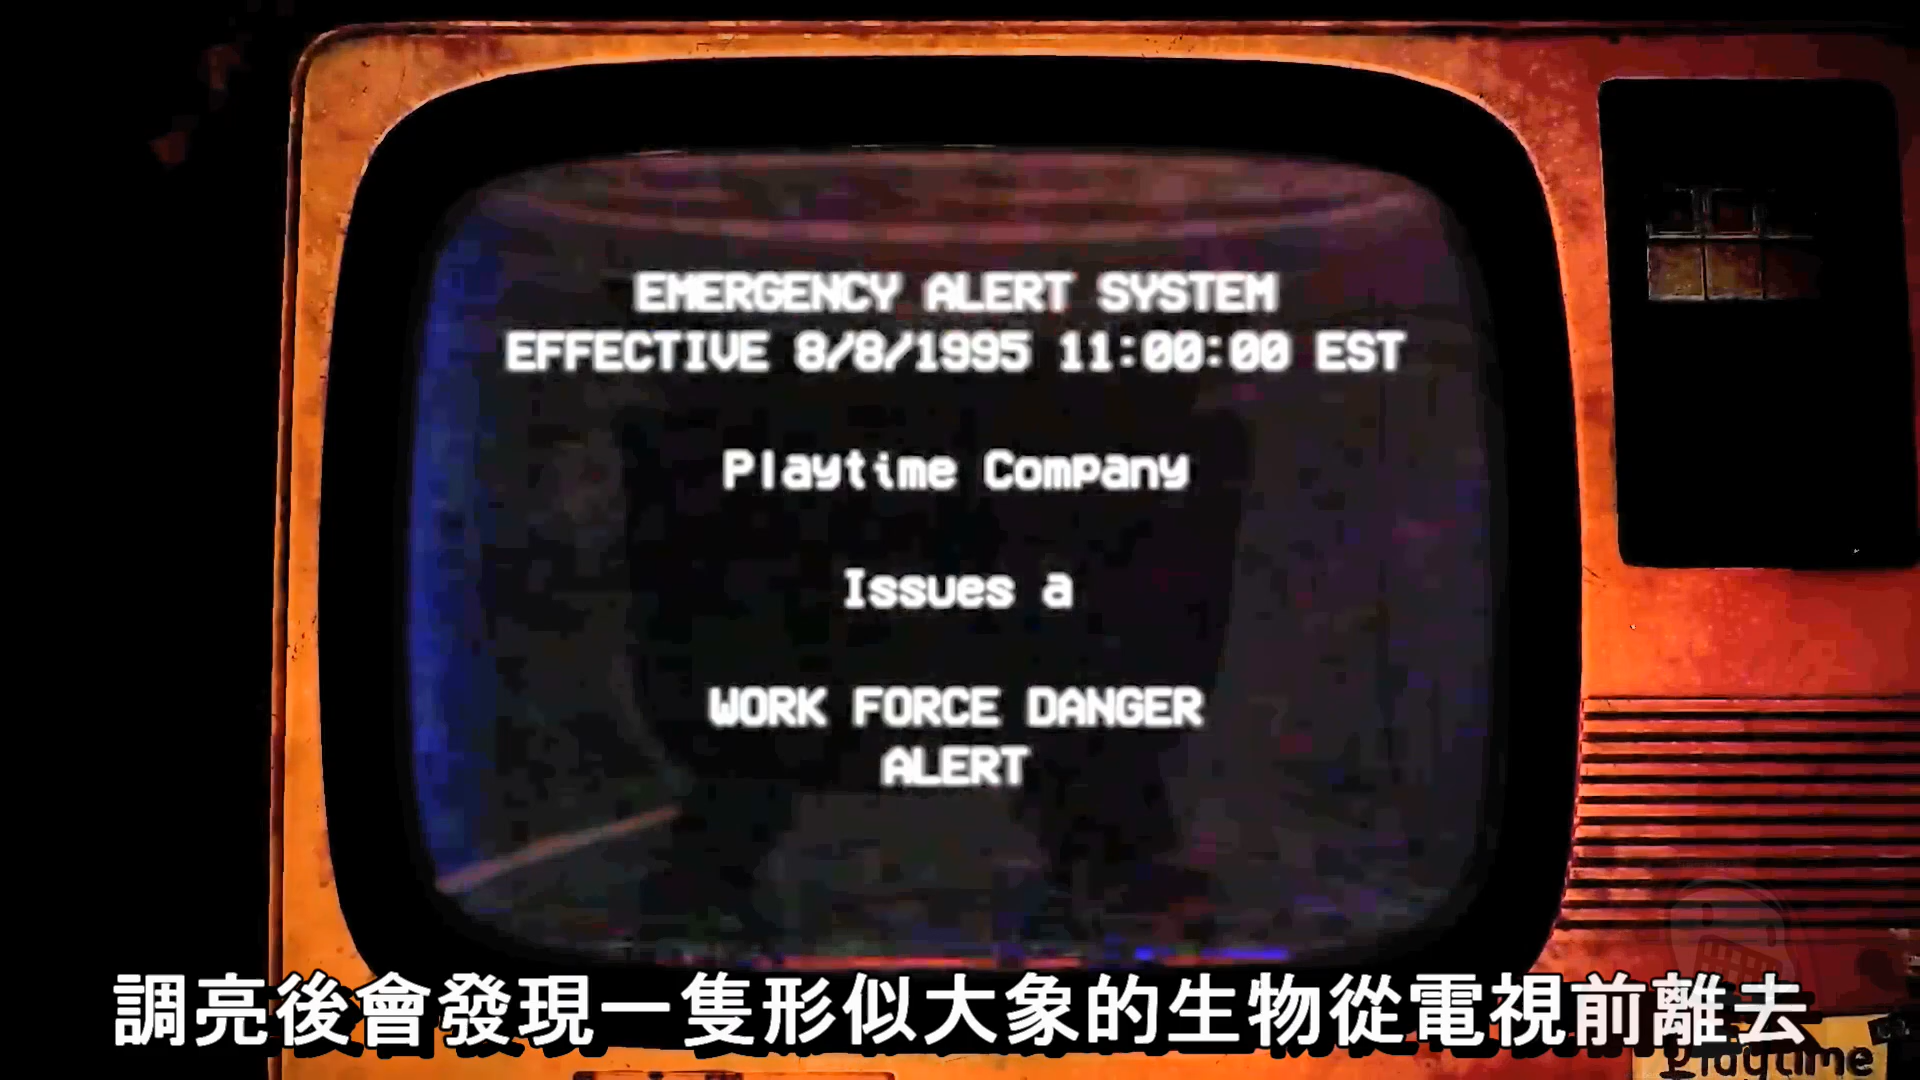 EMERGENCY ALERT SYSTEM
EFFECTIVE 8/8/1995 11:00:00 EST
Playtime Company
Issues a
WORK FORCE DANGER
ALERT
調亮後會發現一隻形似大象的生物從電視前離去
Playtime